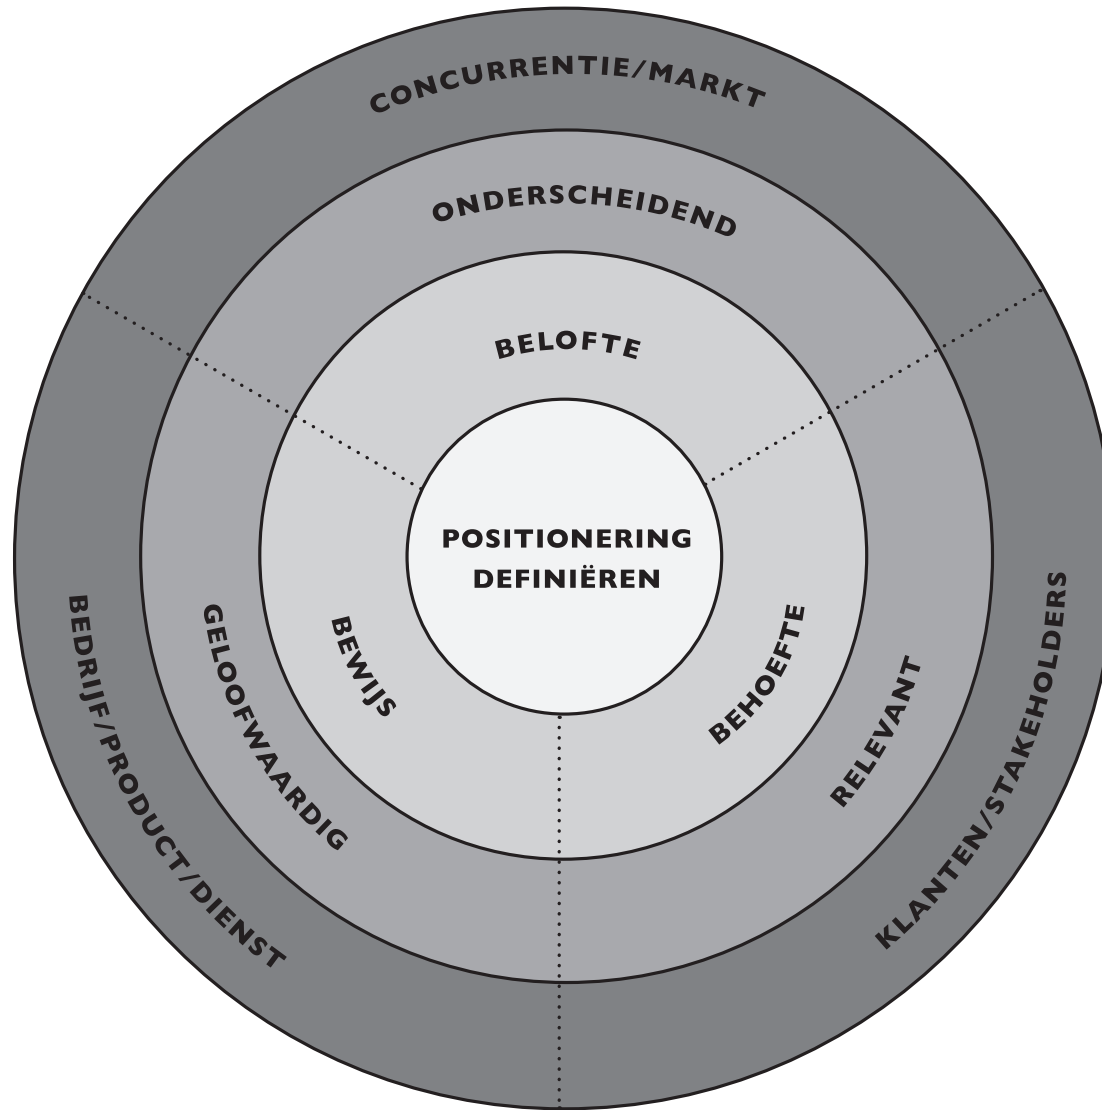 CONCURRENTIE/MARKT
ONDERSCHEIDEND
BELOFTE
POSITIONERING
DEFINIËREN
BEWIJS
GELOOFWAARDIG
BEDRIJF/PRODUCT/DIENST
BEHOEFTE
RELEVANT
KLANTEN/STAKEHOLDERS